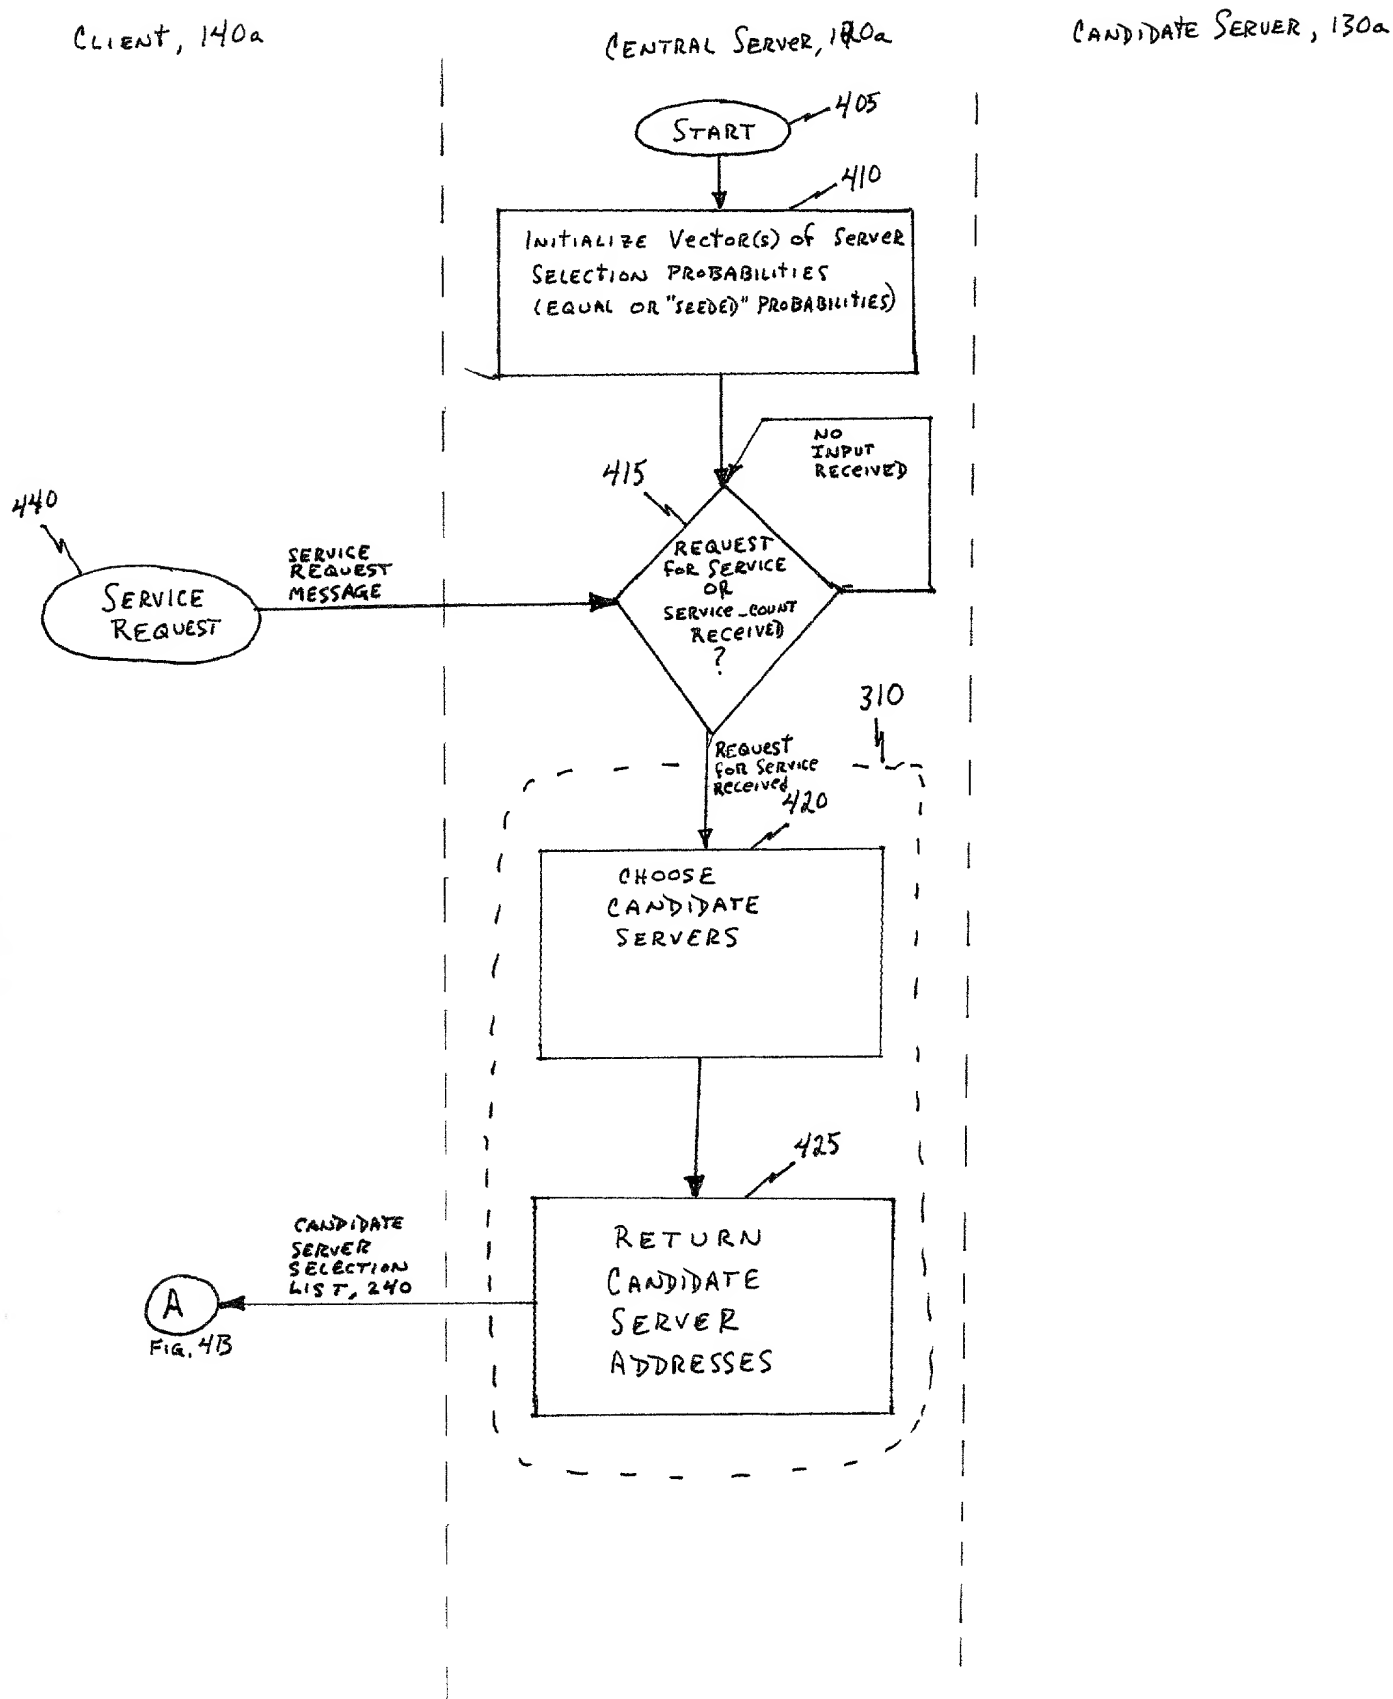 CLIENT, 140a
CENTRAL SERVER, 120a
CANDIDATE SERVER, 130a
START
405
410
INITIALIZE VECTOR(S) OF SERVER
SELECTION PROBABILITIES
(EQUAL OR "SEEDED" PROBABILITIES)
NO
INPUT
RECEIVED
415
440
SERVICE
REQUEST
SERVICE
REQUEST
MESSAGE
REQUEST
FOR SERVICE
OR
SERVICE_COUNT
RECEIVED
?
310
REQUEST
FOR SERVICE
RECEIVED
420
CHOOSE
CANDIDATE
SERVERS
425
RETURN
CANDIDATE
SERVER
ADDRESSES
CANDIDATE
SERVER
SELECTION
LIST, 240
A
FIG. 4B